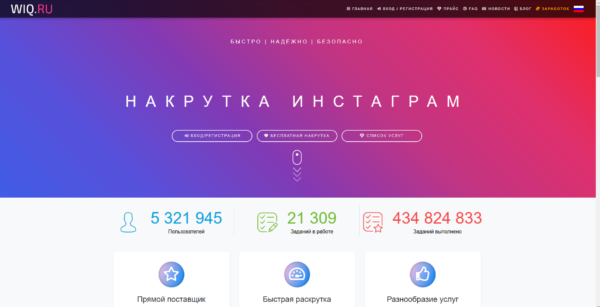 WIQ.RU
ГЛАВНАЯ ВХОД / РЕГИСТРАЦИЯ ПРАЙС FAQ НОВОСТИ БЛОГ ЗАРАБОТОК
БЫСТРО | НАДЁЖНО | БЕЗОПАСНО
НАКРУТКА ИНСТАГРАМ
ВХОД/РЕГИСТРАЦИЯ БЕСПЛАТНАЯ НАКРУТКА СПИСОК УСЛУГ
5 321 945 21 309 434 824 833
Пользователей Заданий в работе Заданий выполнено
Прямой поставщик Быстрая раскрутка Разнообразие услуг